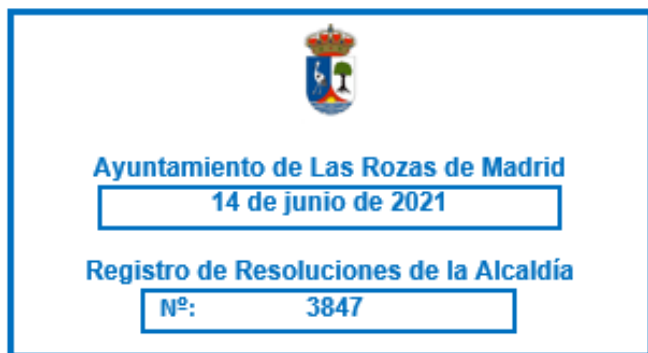 Ayuntamiento de Las Rozas de Madrid
14 de junio de 2021
Registro de Resoluciones de la Alcaldía
Nº: 3847